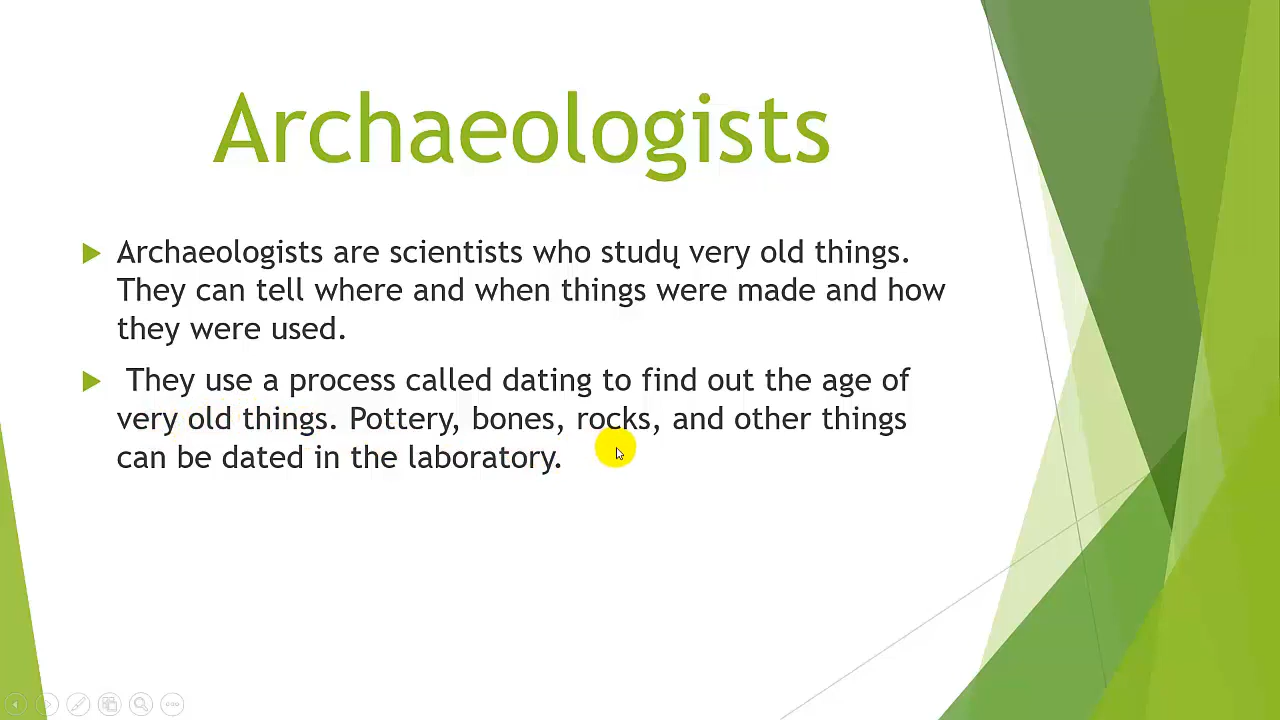 Archaeologists
Archaeologists are scientists who study very old things.
They can tell where and when things were made and how
they were used.
They use a process called dating to find out the age of
very old things. Pottery, bones, rocks, and other things
can be dated in the laboratory.